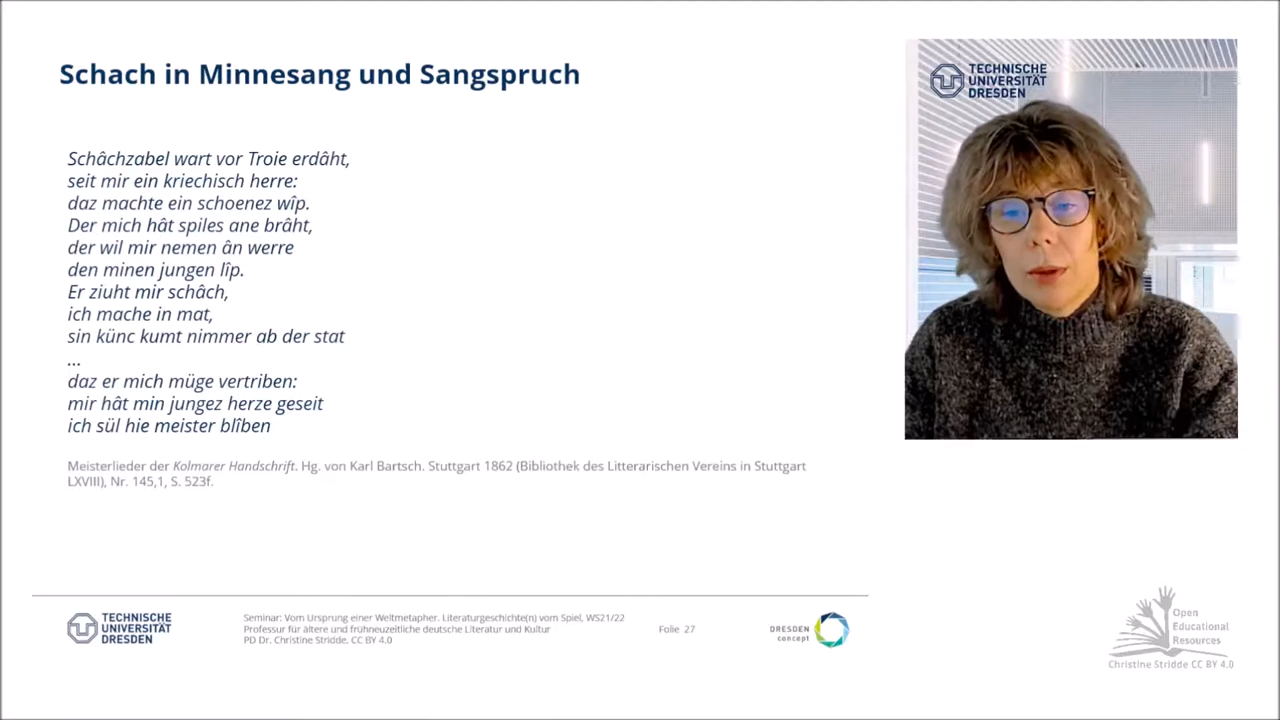 Schach in Minnesang und Sangspruch
Schâchzabel wart vor Troie erdâht,
seit mir ein kriechisch herre:
daz machte ein schoenez wîp.
Der mich hât spiles ane brâht,
der wil mir nemen ân werre
den minen jungen lîp.
Er ziuht mir schâch,
ich mache in mat,
sin künc kumt nimmer ab der stat
...
daz er mich müge vertriben:
mir hât min jungez herze geseit
ich sül hie meister blîben
Meisterlieder der Kolmarer Handschrift. Hg. von Karl Bartsch. Stuttgart 1862 (Bibliothek des Litterarischen Vereins in Stuttgart
LXVIII), Nr. 145,1, S. 523f.
TECHNISCHE
UNIVERSITÄT
DRESDEN
TECHNISCHE
UNIVERSITÄT
DRESDEN
Seminar: Vom Ursprung einer Weltmetapher. Literaturgeschichte(n) vom Spiel, WS21/22
Professur für ältere und frühneuzeitliche deutsche Literatur und Kultur
PD Dr. Christine Stridde, CC BY 4.0
Folie 27
DRESDEN
concept
Open
Educational
Resources
Christine Stridde CC BY 4.0